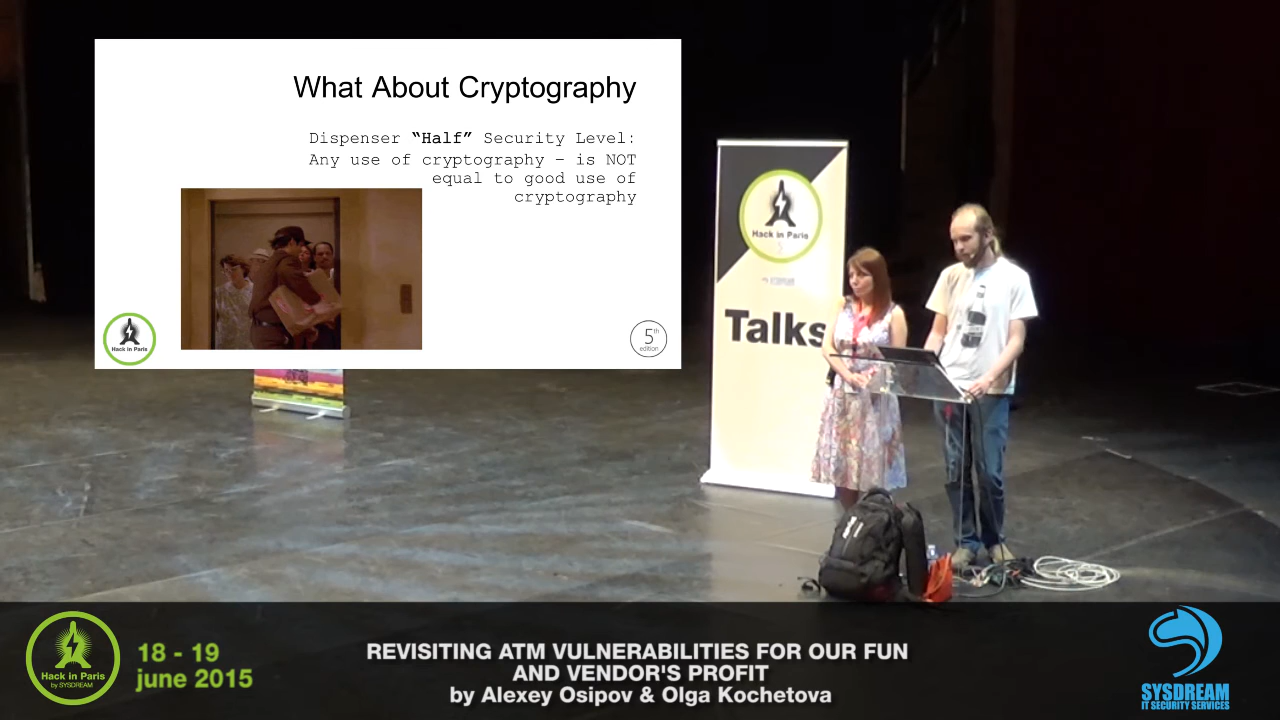 What About Cryptography
Dispenser “Half” Security Level:
Any use of cryptography – is NOT
equal to good use of
cryptography
Hack in Paris
5th
edition
Hack in Paris
Talks
Hack in Paris
by SYSDREAM
18 - 19
june 2015
REVISITING ATM VULNERABILITIES FOR OUR FUN
AND VENDOR'S PROFIT
by Alexey Osipov & Olga Kochetova
SYSDREAM
IT SECURITY SERVICES